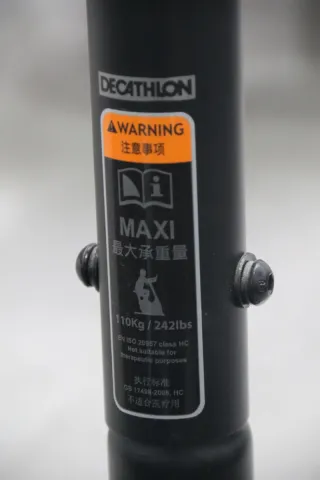 DECATHLON
WARNING
注意事项
MAXI
最大承重量
110Kg / 242lbs
EN ISO 20957 class HC
Not suitable for
therapeutic purposes
执行标准
GB 17498-2008, HC
不适合医疗用